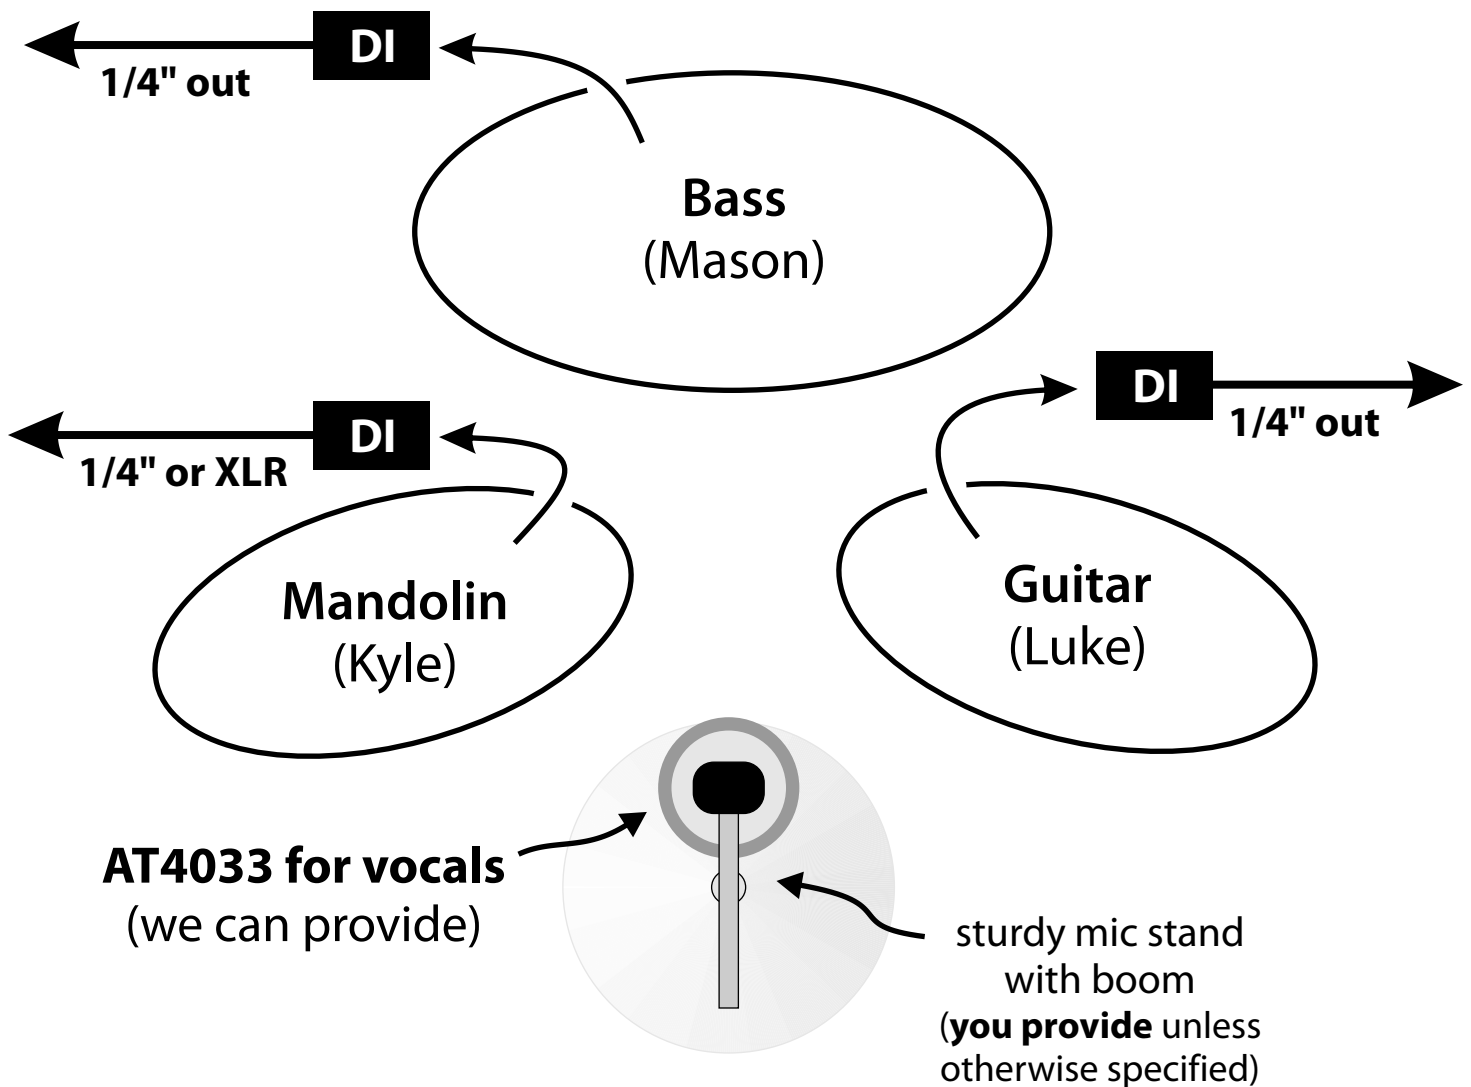 DI
1/4" out
Bass
(Mason)
DI
1/4" out
DI
1/4" or XLR
Mandolin
(Kyle)
Guitar
(Luke)
AT4033 for vocals
(we can provide)
sturdy mic stand
with boom
(you provide unless
otherwise specified)